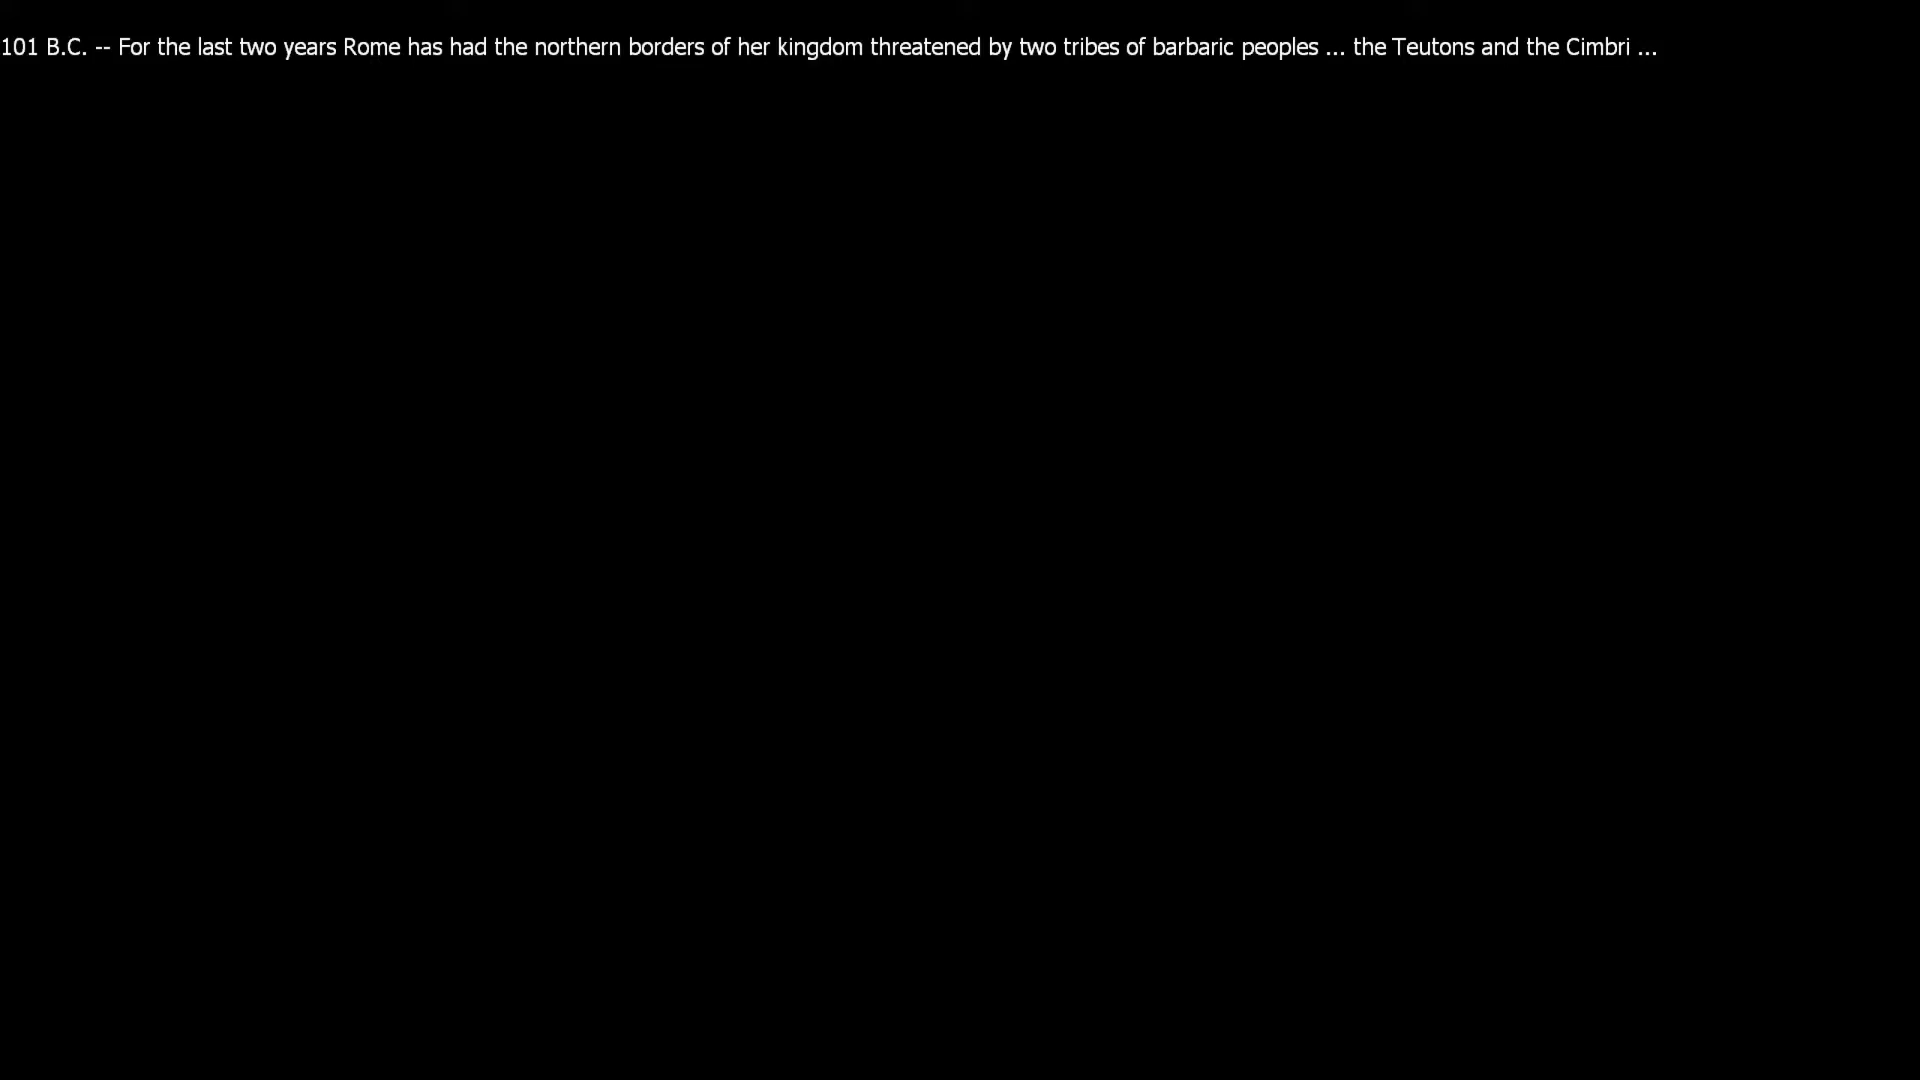 101 B.C. -- For the last two years Rome has had the northern borders of her kingdom threatened by two tribes of barbaric peoples ... the Teutons and the Cimbri ...